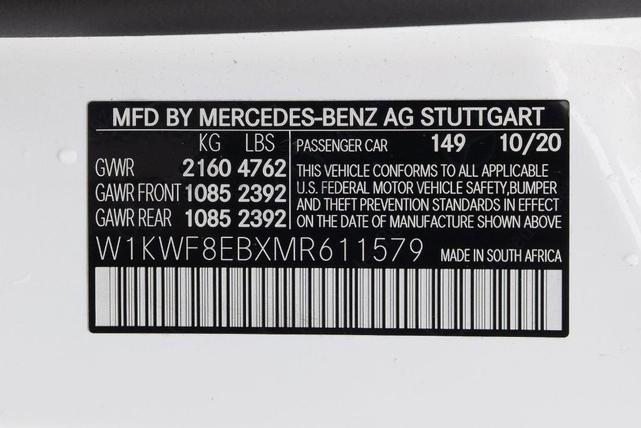 MFD BY MERCEDES-BENZ AG STUTTGART
KG LBS
GVWR 2160 4762
GAWR FRONT 1085 2392
GAWR REAR 1085 2392
PASSENGER CAR 149 10/20
THIS VEHICLE CONFORMS TO ALL APPLICABLE
U.S. FEDERAL MOTOR VEHICLE SAFETY,BUMPER
AND THEFT PREVENTION STANDARDS IN EFFECT
ON THE DATE OF MANUFACTURE SHOWN ABOVE
W1KWF8EBXMR611579 MADE IN SOUTH AFRICA